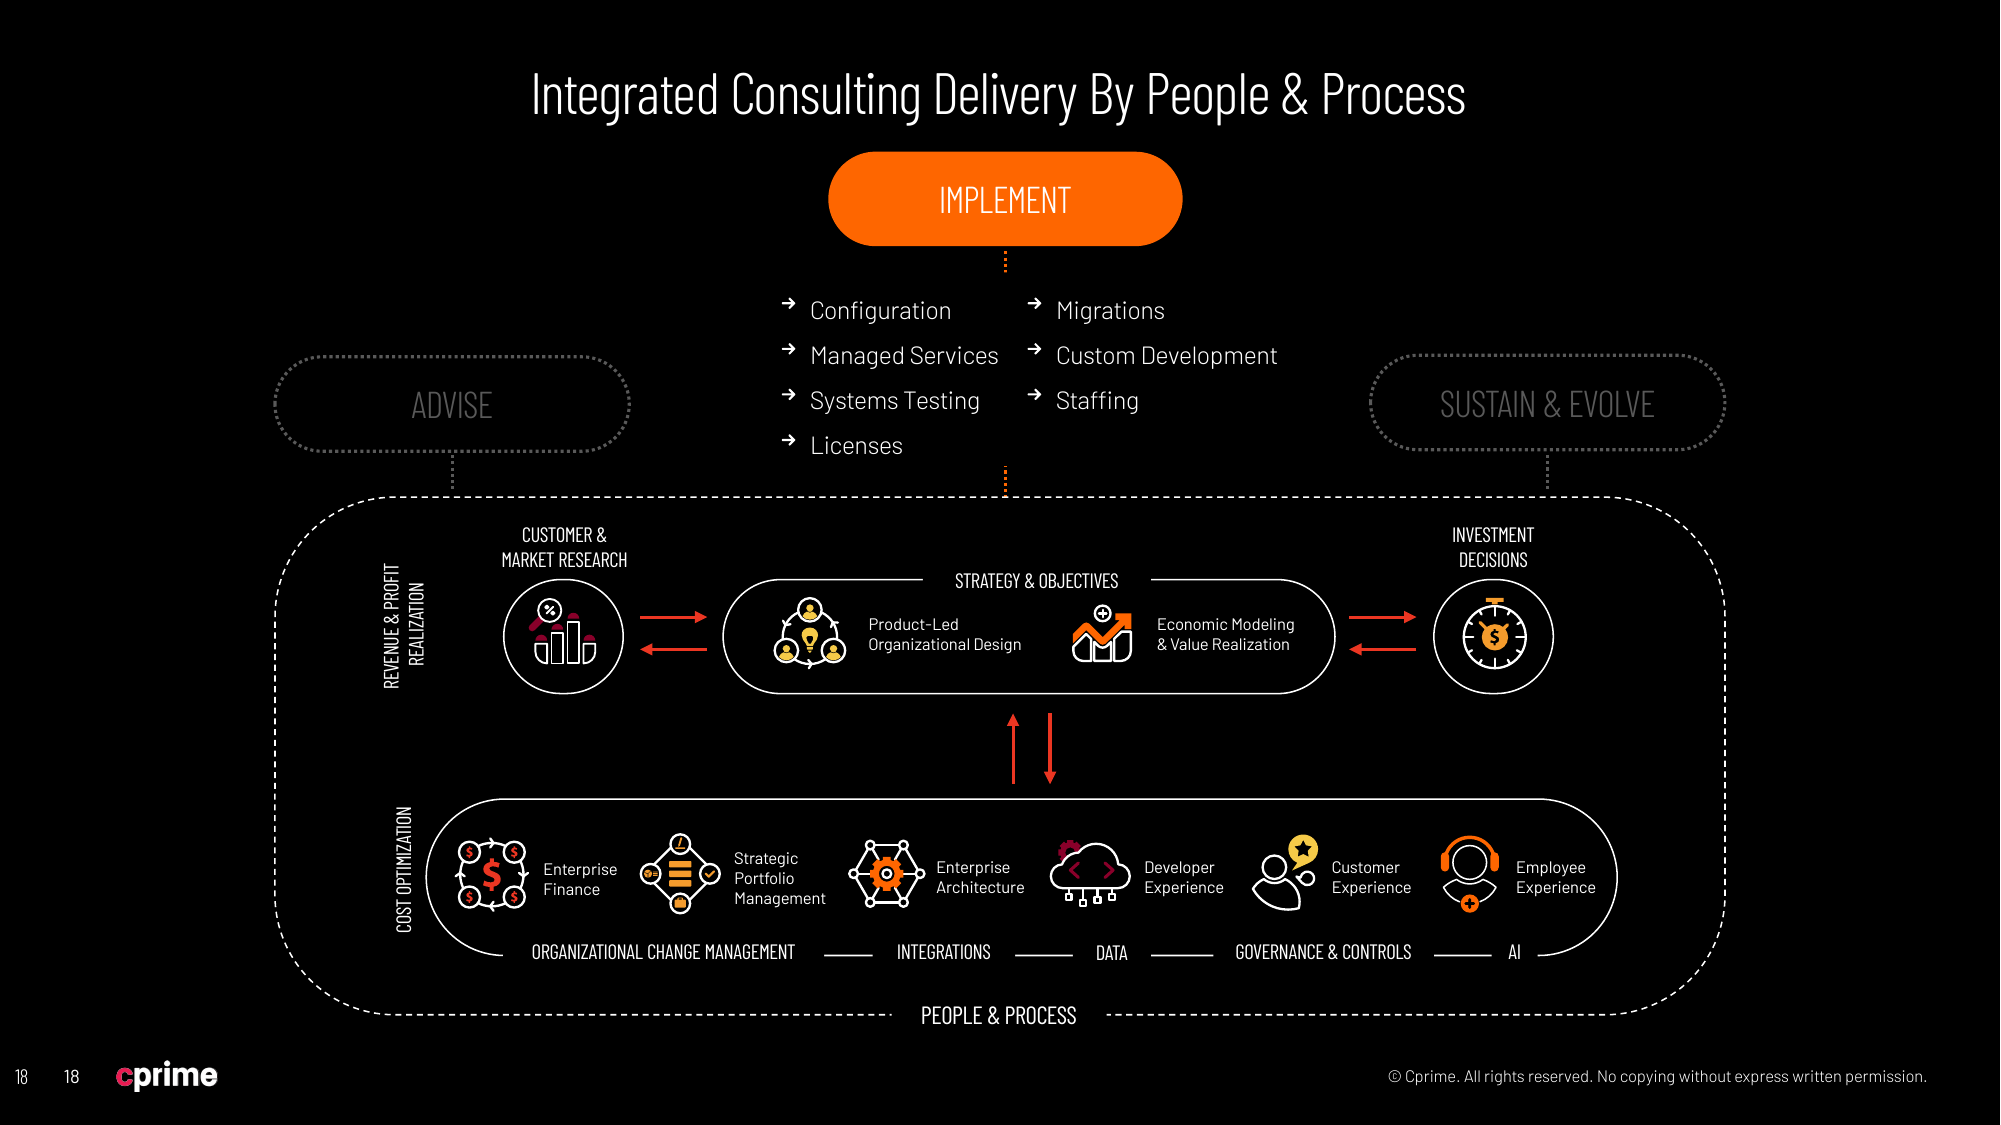 Integrated Consulting Delivery By People & Process
IMPLEMENT
Configuration
Managed Services
Systems Testing
Licenses
Migrations
Custom Development
Staffing
ADVISE
SUSTAIN & EVOLVE
REVENUE & PROFIT
REALIZATION
CUSTOMER &
MARKET RESEARCH
STRATEGY & OBJECTIVES
Product-Led
Organizational Design
Economic Modeling
& Value Realization
INVESTMENT
DECISIONS
COST OPTIMIZATION
Enterprise
Finance
Strategic
Portfolio
Management
Enterprise
Architecture
Developer
Experience
Customer
Experience
Employee
Experience
ORGANIZATIONAL CHANGE MANAGEMENT
INTEGRATIONS
DATA
GOVERNANCE & CONTROLS
AI
PEOPLE & PROCESS
18
18
cprime
© Cprime. All rights reserved. No copying without express written permission.